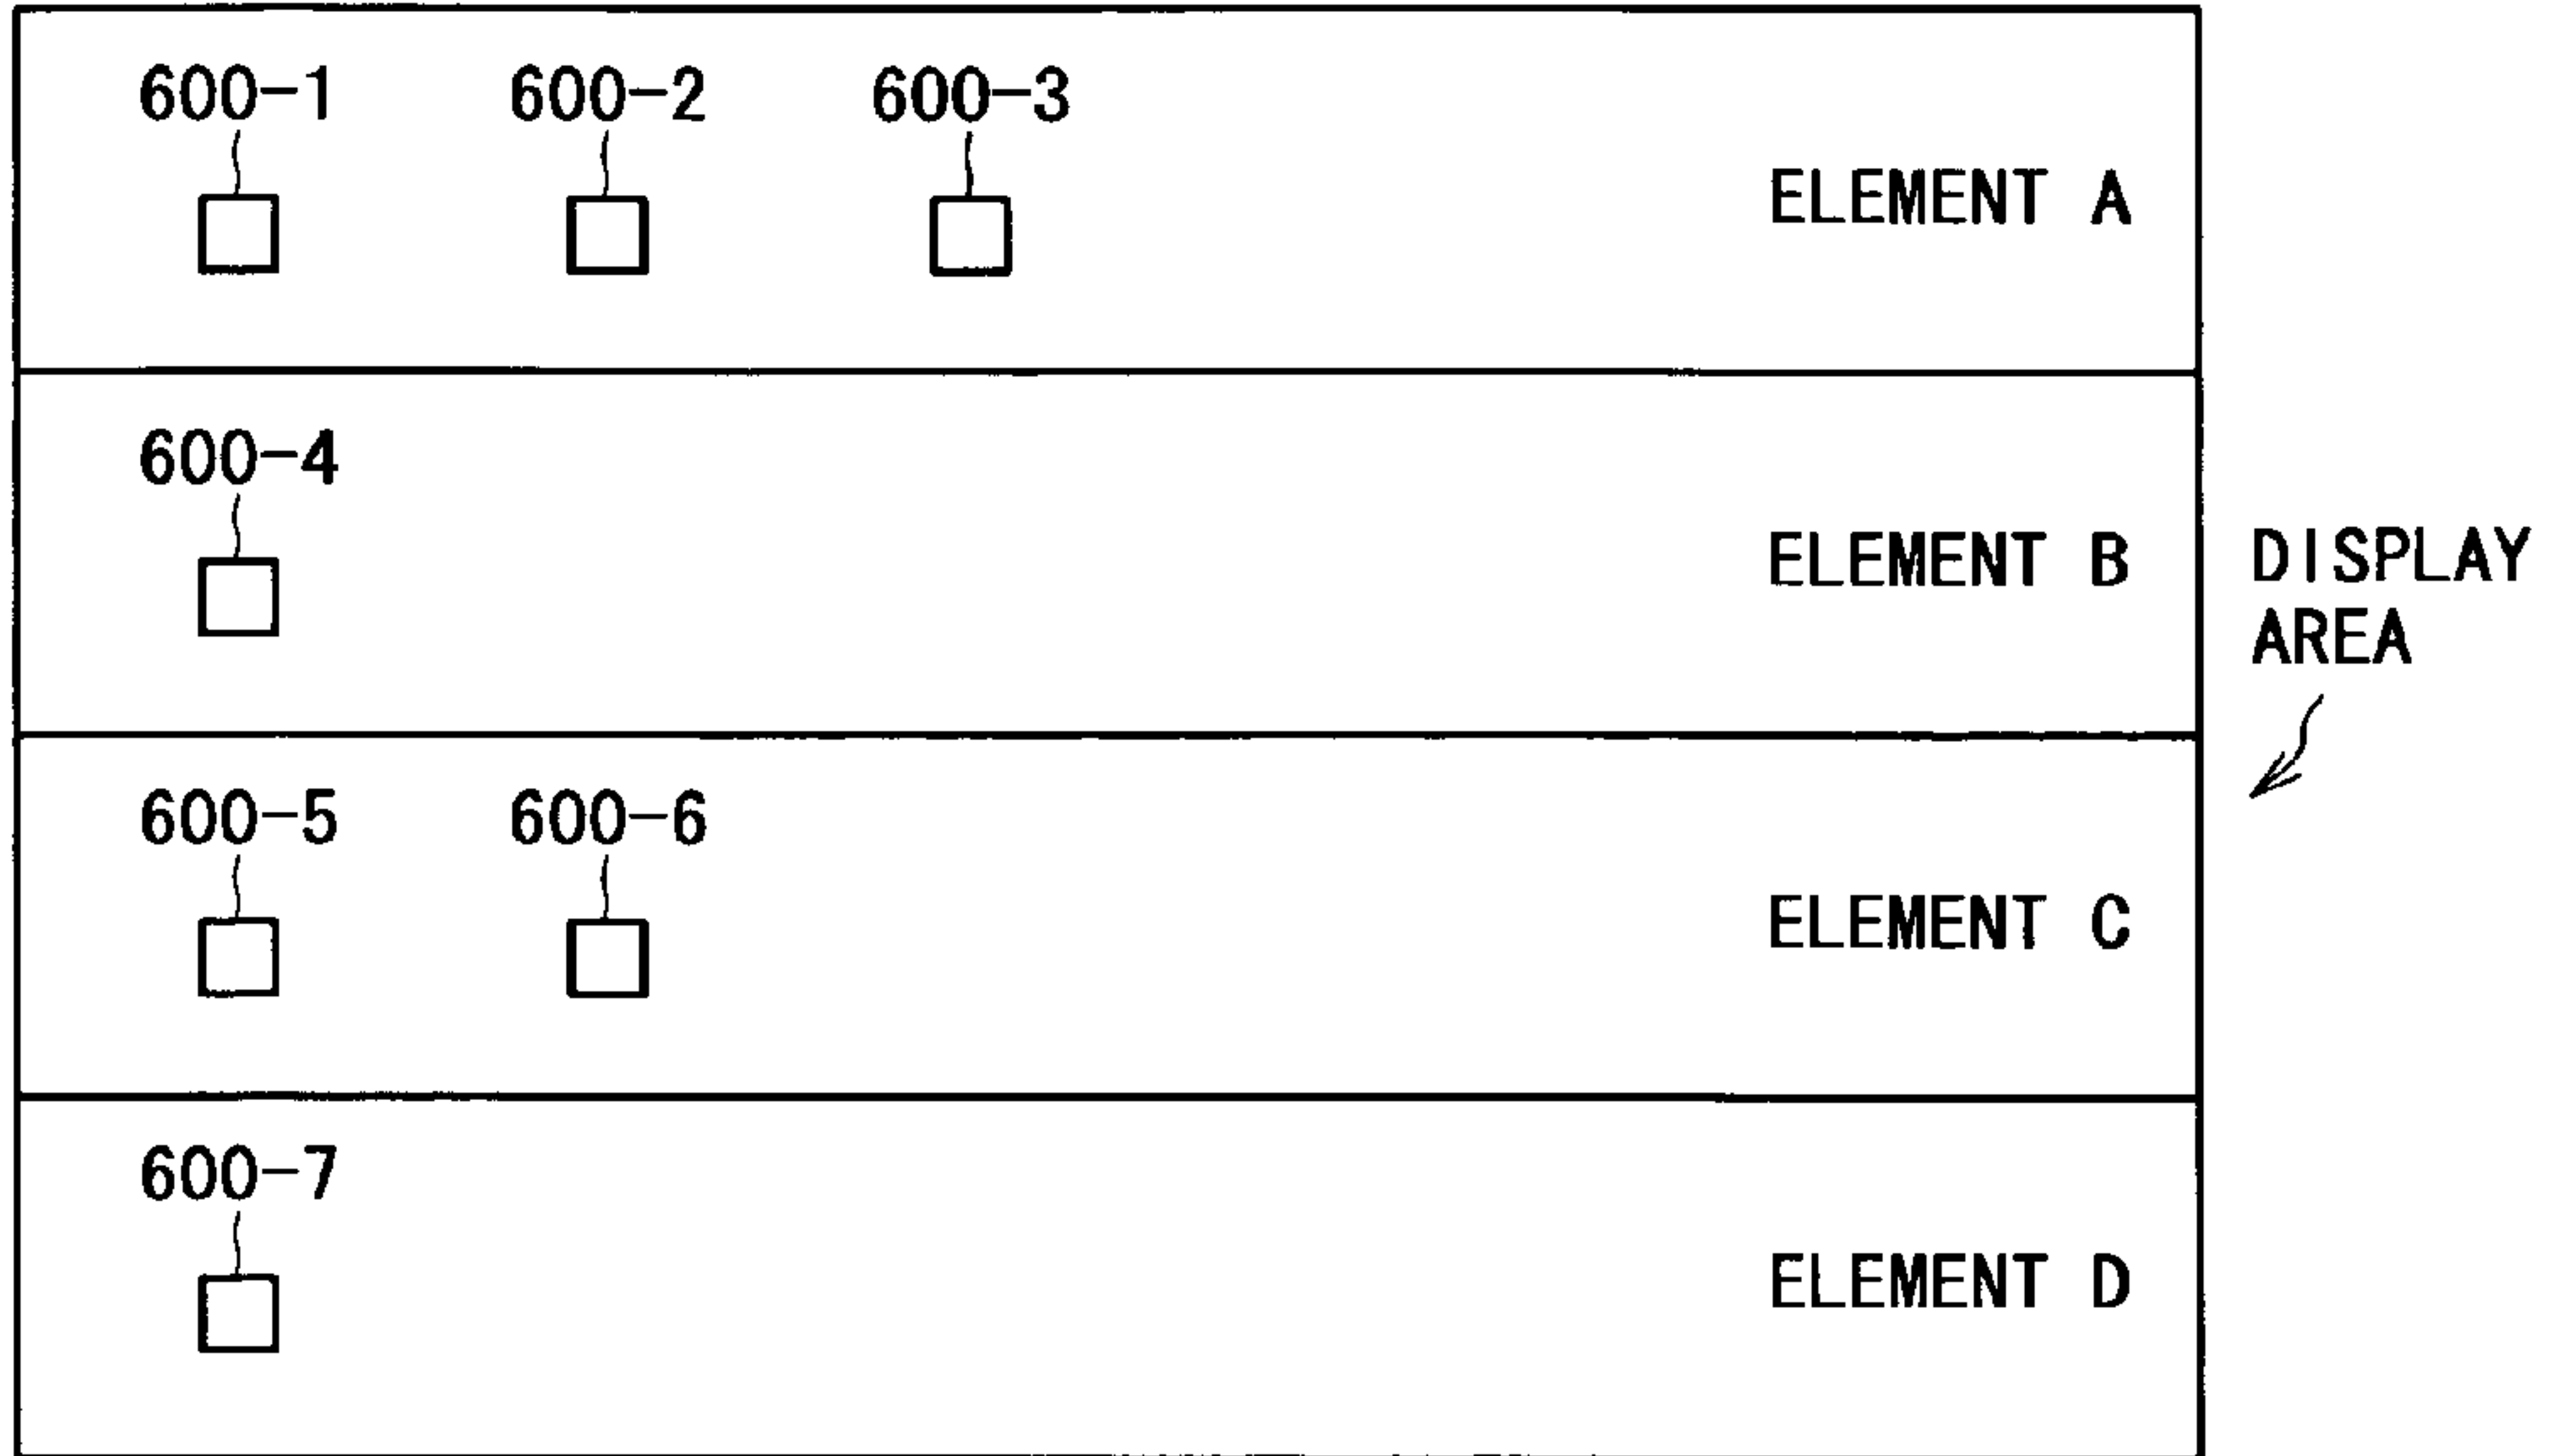 600-1 600-2 600-3
ELEMENT A
600-4
ELEMENT B
DISPLAY
AREA
600-5 600-6
ELEMENT C
600-7
ELEMENT D